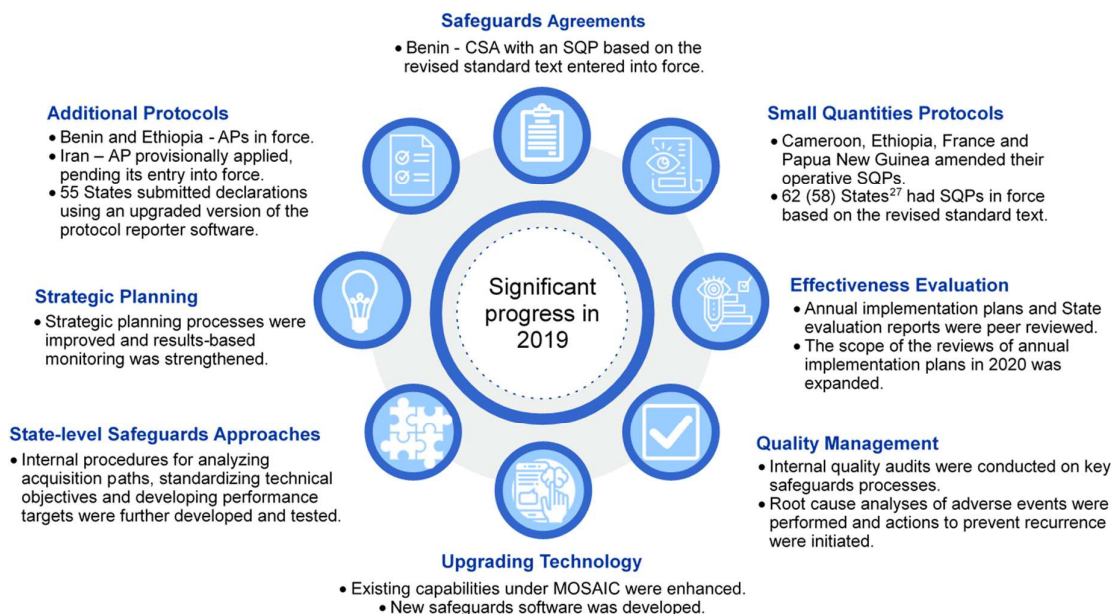 Safeguards Agreements
• Benin - CSA with an SQP based on the
revised standard text entered into force.
Additional Protocols
• Benin and Ethiopia - APs in force.
• Iran – AP provisionally applied,
pending its entry into force.
• 55 States submitted declarations
using an upgraded version of the
protocol reporter software.
Small Quantities Protocols
• Cameroon, Ethiopia, France and
Papua New Guinea amended their
operative SQPs.
• 62 (58) States27 had SQPs in force
based on the revised standard text.
Strategic Planning
• Strategic planning processes were
improved and results-based
monitoring was strengthened.
Significant
progress in
2019
Effectiveness Evaluation
• Annual implementation plans and State
evaluation reports were peer reviewed.
• The scope of the reviews of annual
implementation plans in 2020 was
expanded.
State-level Safeguards Approaches
• Internal procedures for analyzing
acquisition paths, standardizing technical
objectives and developing performance
targets were further developed and tested.
Quality Management
• Internal quality audits were conducted on key
safeguards processes.
• Root cause analyses of adverse events were
performed and actions to prevent recurrence
were initiated.
Upgrading Technology
• Existing capabilities under MOSAIC were enhanced.
• New safeguards software was developed.